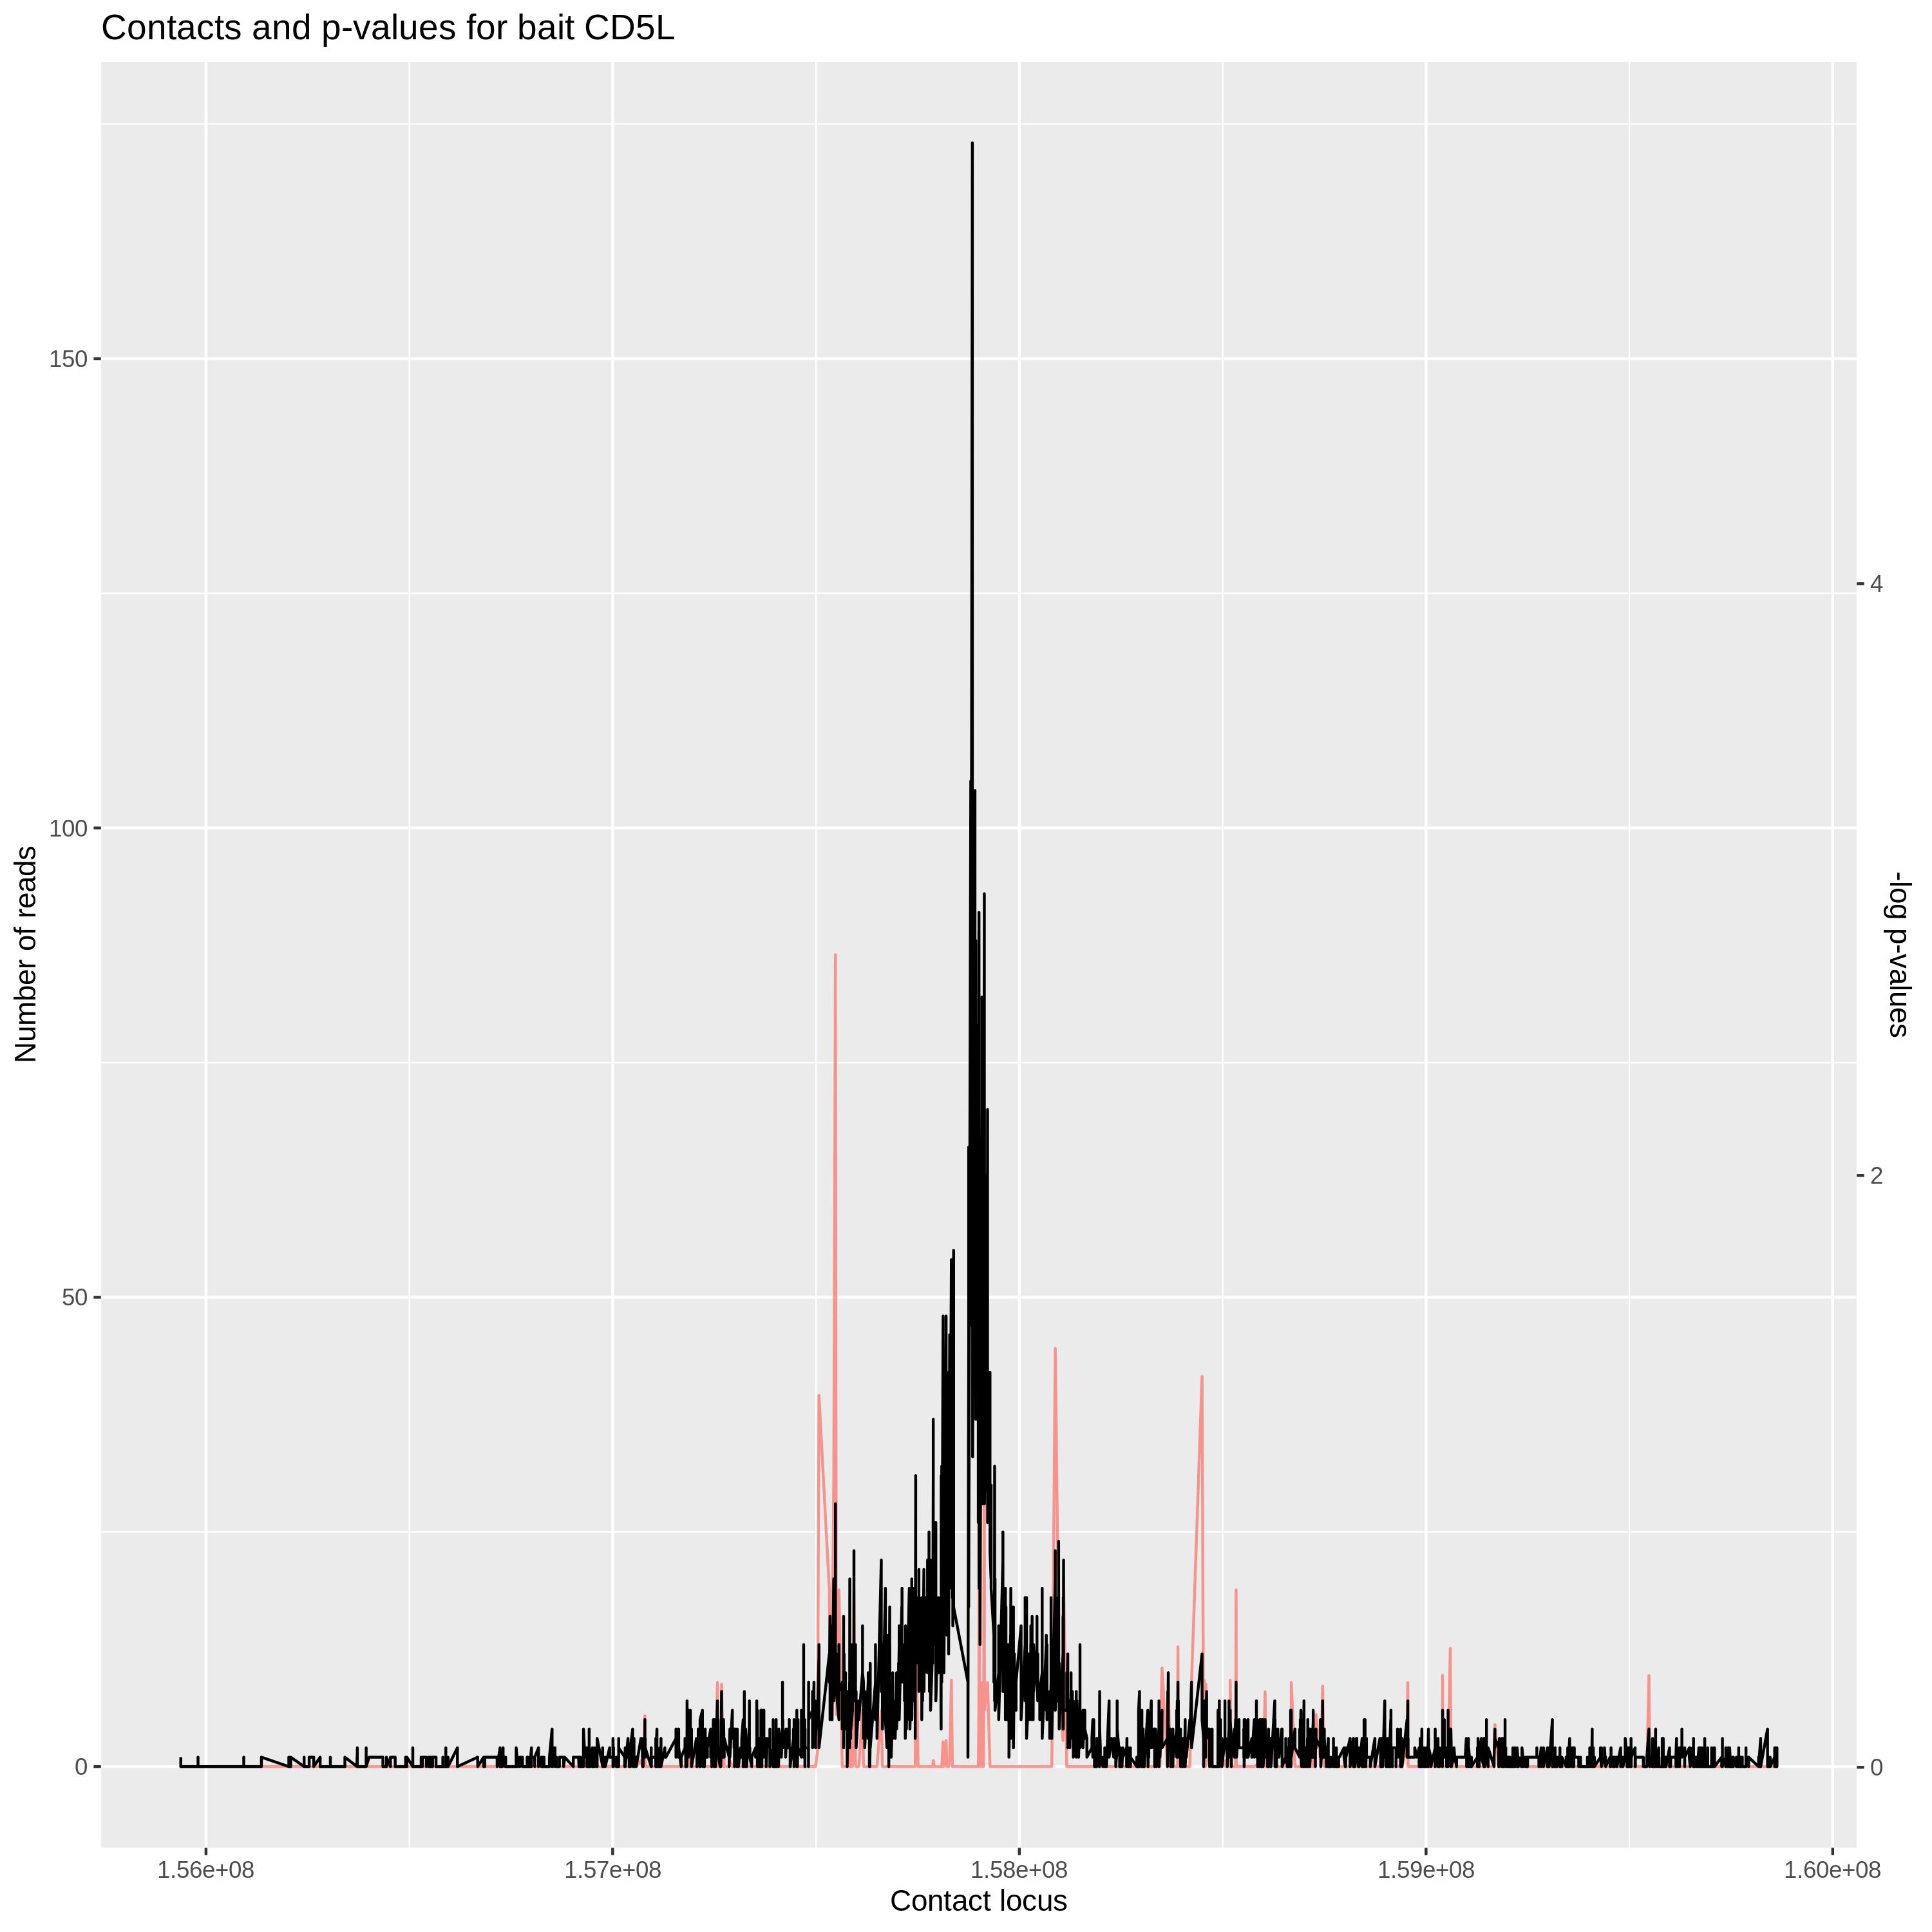 Contacts and p-values for bait CD5L
Number of reads
150
100
50
0
4
2
0
-log p-values
1.56e+08
1.57e+08
1.58e+08
1.59e+08
1.60e+08
Contact locus